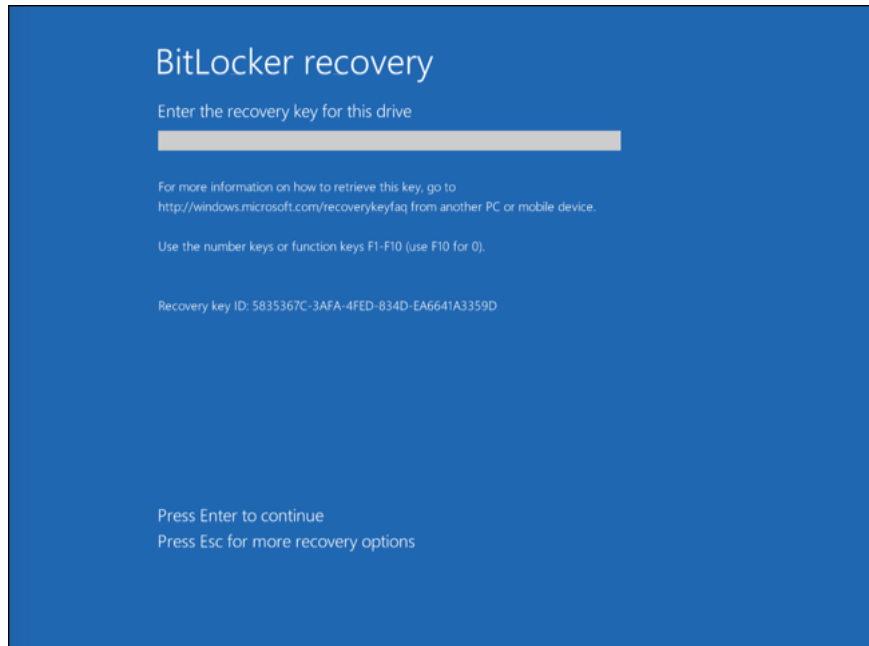 BitLocker recovery
Enter the recovery key for this drive
For more information on how to retrieve this key, go to
http://windows.microsoft.com/recoverykeyfaq from another PC or mobile device.
Use the number keys or function keys F1-F10 (use F10 for 0).
Recovery key ID: 5835367C-3AFA-4FED-834D-EA6641A3359D
Press Enter to continue
Press Esc for more recovery options